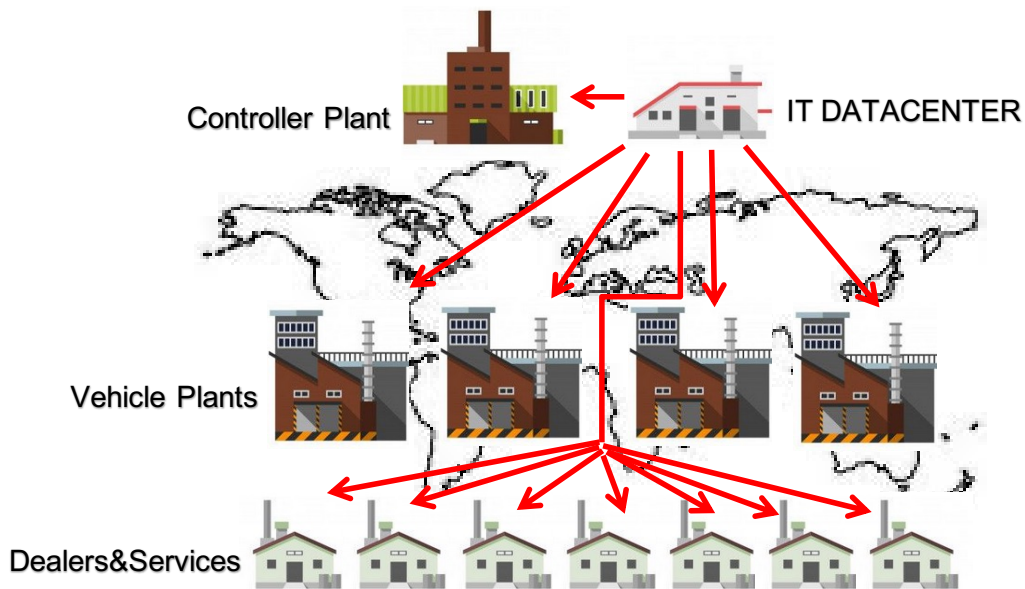 Controller Plant
IT DATACENTER
Vehicle Plants
Dealers&Services